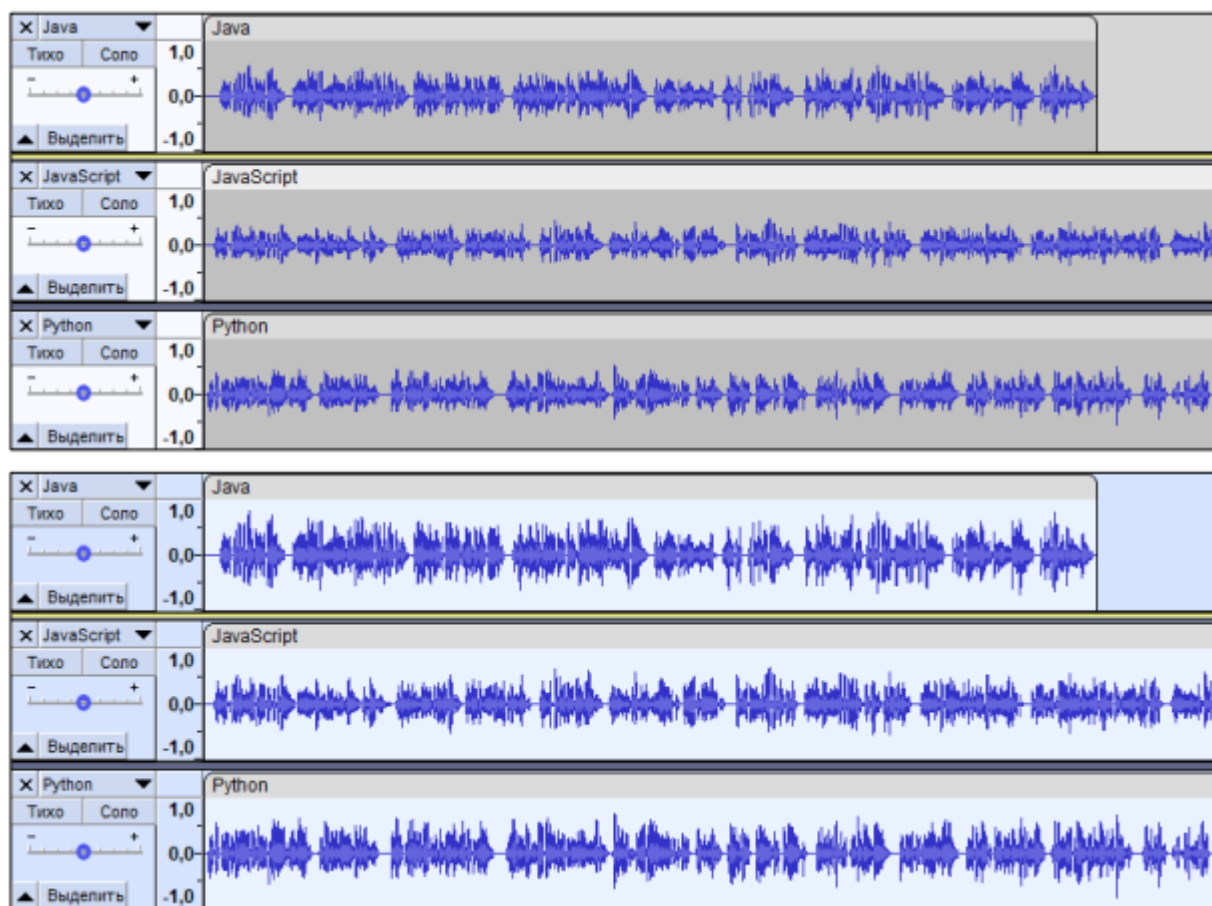 Java Java
Тихо Соло 1,0
- + 0,0
Выделить -1,0
JavaScript JavaScript
Тихо Соло 1,0
- + 0,0
Выделить -1,0
Python Python
Тихо Соло 1,0
- + 0,0
Выделить -1,0
Java Java
Тихо Соло 1,0
- + 0,0
Выделить -1,0
JavaScript JavaScript
Тихо Соло 1,0
- + 0,0
Выделить -1,0
Python Python
Тихо Соло 1,0
- + 0,0
Выделить -1,0